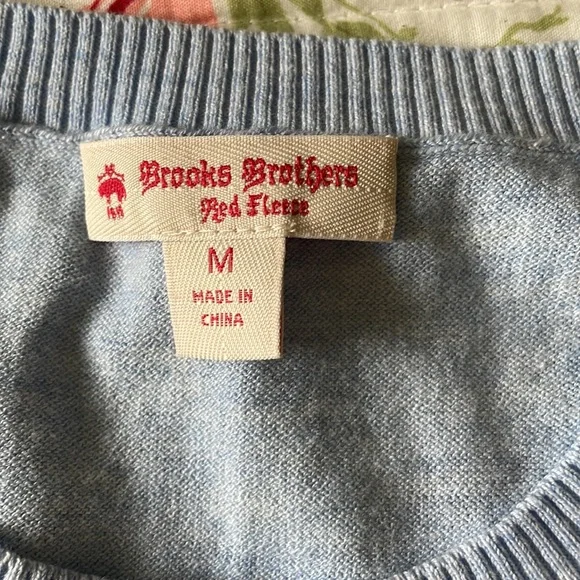 Brooks Brothers
Red Fleece
M
MADE IN
CHINA